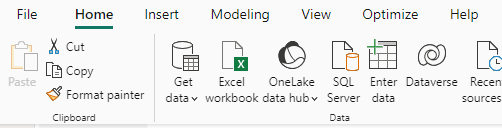 File Home Insert Modeling View Optimize Help
Paste
Cut
Copy
Format painter
Clipboard
Get
data
Excel
workbook
OneLake
data hub
SQL
Server
Enter
data
Dataverse
Recen
sources
Data